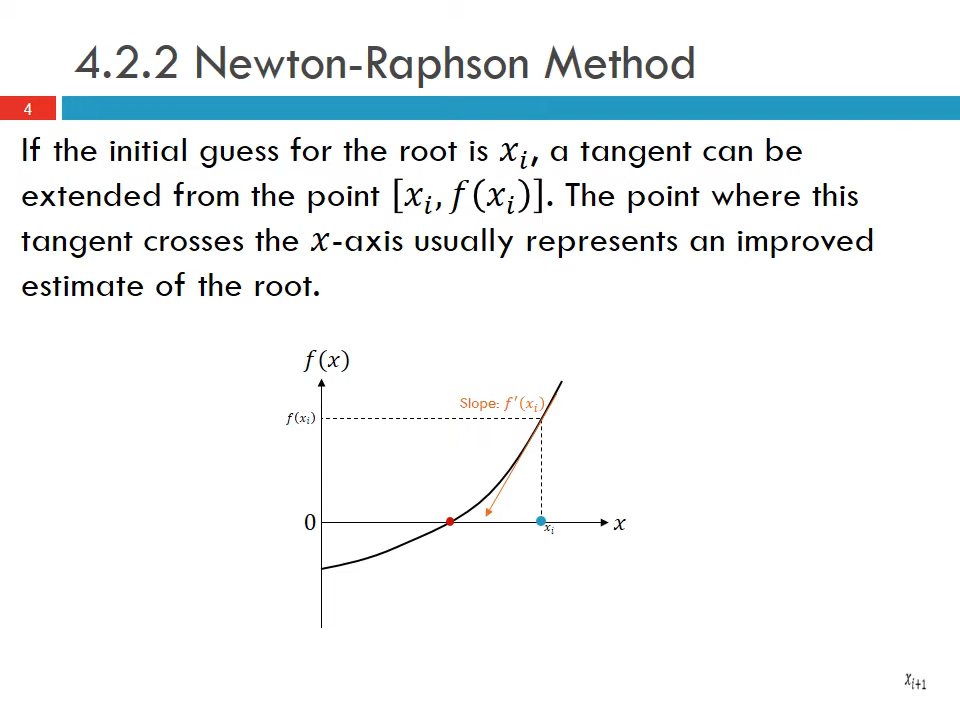 4.2.2 Newton-Raphson Method
4
If the initial guess for the root is xᵢ, a tangent can be
extended from the point [xᵢ, f(xᵢ)]. The point where this
tangent crosses the x-axis usually represents an improved
estimate of the root.
f(x)
Slope: f′(xᵢ)
f(xᵢ)
0
xᵢ
x
xᵢ₊₁